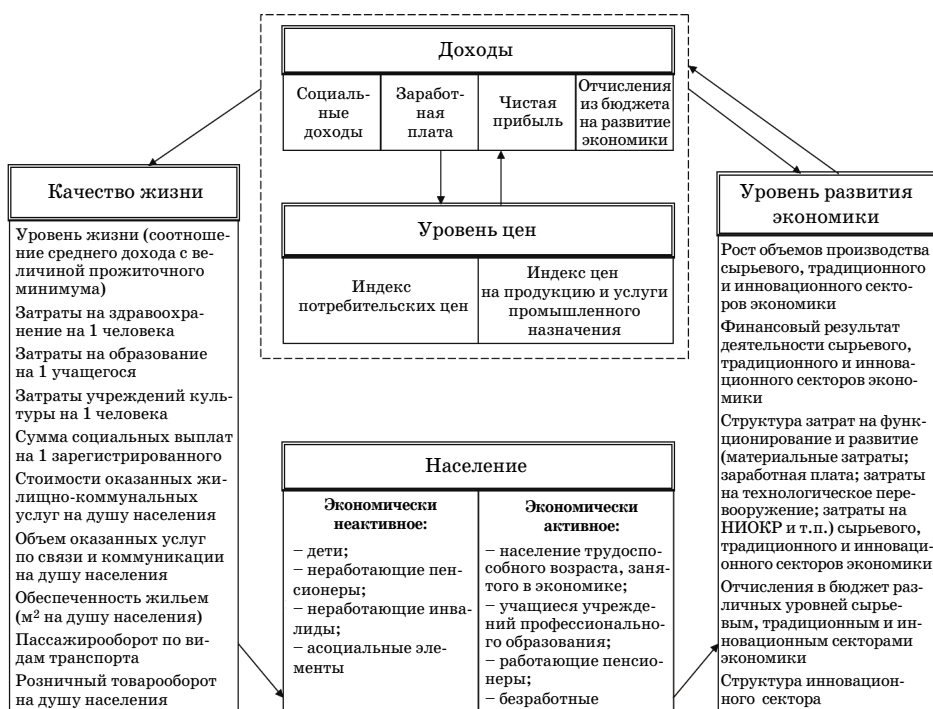 Доходы
Социаль-
ные
доходы
Заработ-
ная
плата
Чистая
прибыль
Отчисления
из бюджета
на развитие
экономики
Качество жизни
Уровень жизни (соотноше-
ние среднего дохода с ве-
личиной прожиточного
минимума)
Затраты на здравоохра-
нение на 1 человека
Затраты на образование
на 1 учащегося
Затраты учреждений куль-
туры на 1 человека
Сумма социальных выплат
на 1 зарегистрированного
Стоимости оказанных жи-
лищно-коммунальных
услуг на душу населения
Объем оказанных услуг
по связи и коммуникации
на душу населения
Обеспеченность жильем
(м² на душу населения)
Пассажирооборот по ви-
дам транспорта
Розничный товарооборот
на душу населения
Уровень цен
Индекс
потребительских цен
Индекс цен
на продукцию и услуги
промышленного
назначения
Население
Экономически
неактивное:
– дети;
– неработающие пен-
сионеры;
– неработающие инва-
лиды;
– асоциальные эле-
менты
Экономически
активное:
– население трудоспо-
собного возраста, заня-
того в экономике;
– учащиеся учрежде-
ний профессионально-
го образования;
– работающие пенсио-
неры;
– безработные
Уровень развития
экономики
Рост объемов производства
сырьевого, традиционного
и инновационного секто-
ров экономики
Финансовый результат
деятельности сырьевого,
традиционного и иннова-
ционного секторов эконо-
мики
Структура затрат на функ-
ционирование и развитие
(материальные затраты;
заработная плата; затраты
на технологическое пере-
вооружение; затраты на
НИОКР и т.п.) сырьевого,
традиционного и инноваци-
онного секторов экономики
Отчисления в бюджет раз-
личных уровней сырье-
вым, традиционным и ин-
новационным секторами
экономики
Структура инновацион-
ного сектора